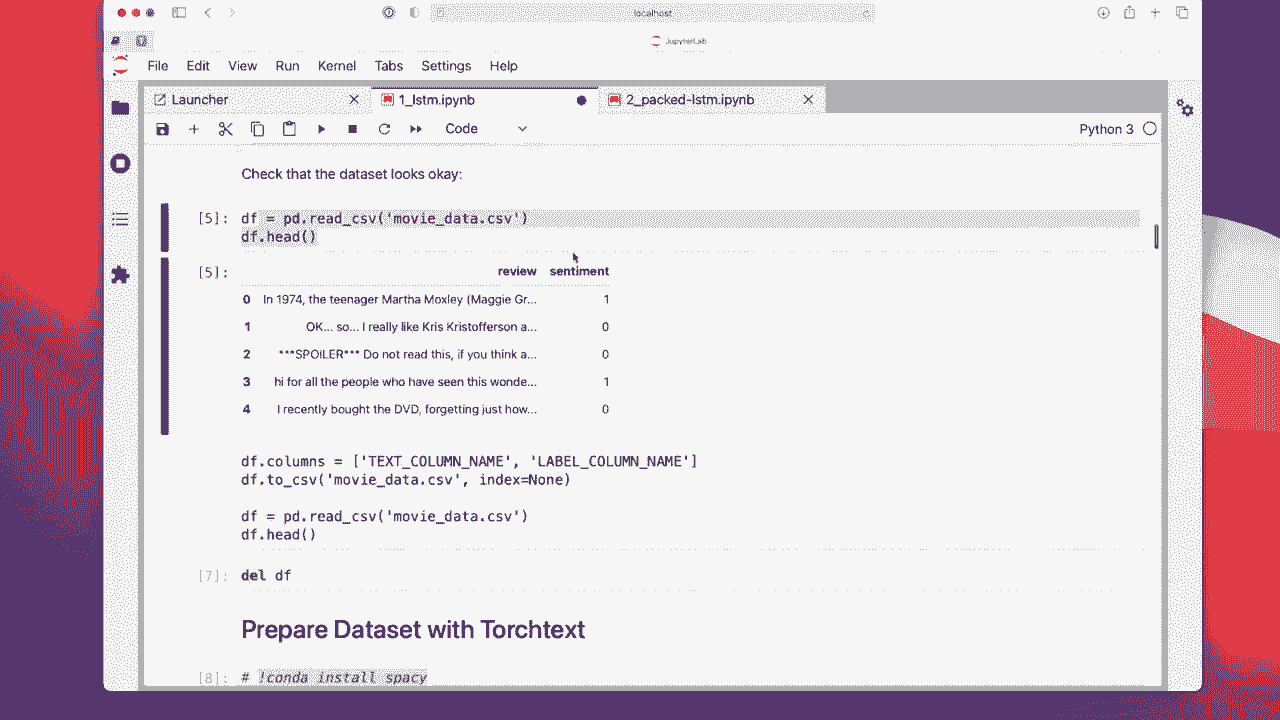 localhost
JupyterLab
File Edit View Run Kernel Tabs Settings Help
Launcher 1_lstm.ipynb 2_packed-lstm.ipynb
Code Python 3
Check that the dataset looks okay:
[5]: df = pd.read_csv('movie_data.csv')
df.head()
[5]: review sentiment
0 In 1974, the teenager Martha Moxley (Maggie Gr... 1
1 OK... so... I really like Kris Kristofferson a... 0
2 ***SPOILER*** Do not read this, if you think a... 0
3 hi for all the people who have seen this wonde... 1
4 I recently bought the DVD, forgetting just how... 0
df.columns = ['TEXT_COLUMN_NAME', 'LABEL_COLUMN_NAME']
df.to_csv('movie_data.csv', index=None)
df = pd.read_csv('movie_data.csv')
df.head()
[7]: del df
Prepare Dataset with Torchtext
[8]: # !conda install spacy